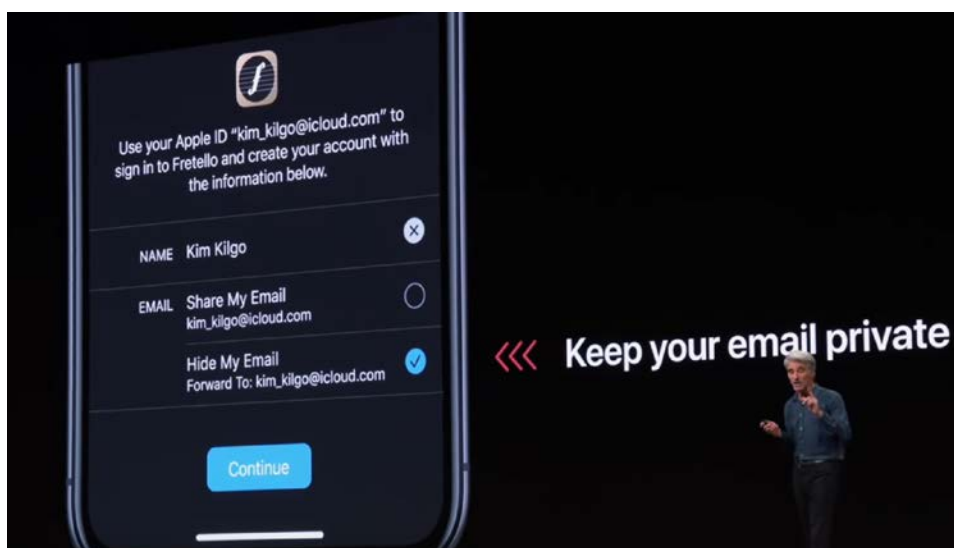 Use your Apple ID “kim_kilgo@icloud.com” to
sign in to Fretello and create your account with
the information below.
NAME Kim Kilgo
EMAIL Share My Email
kim_kilgo@icloud.com
Hide My Email
Forward To: kim_kilgo@icloud.com
Continue
Keep your email private